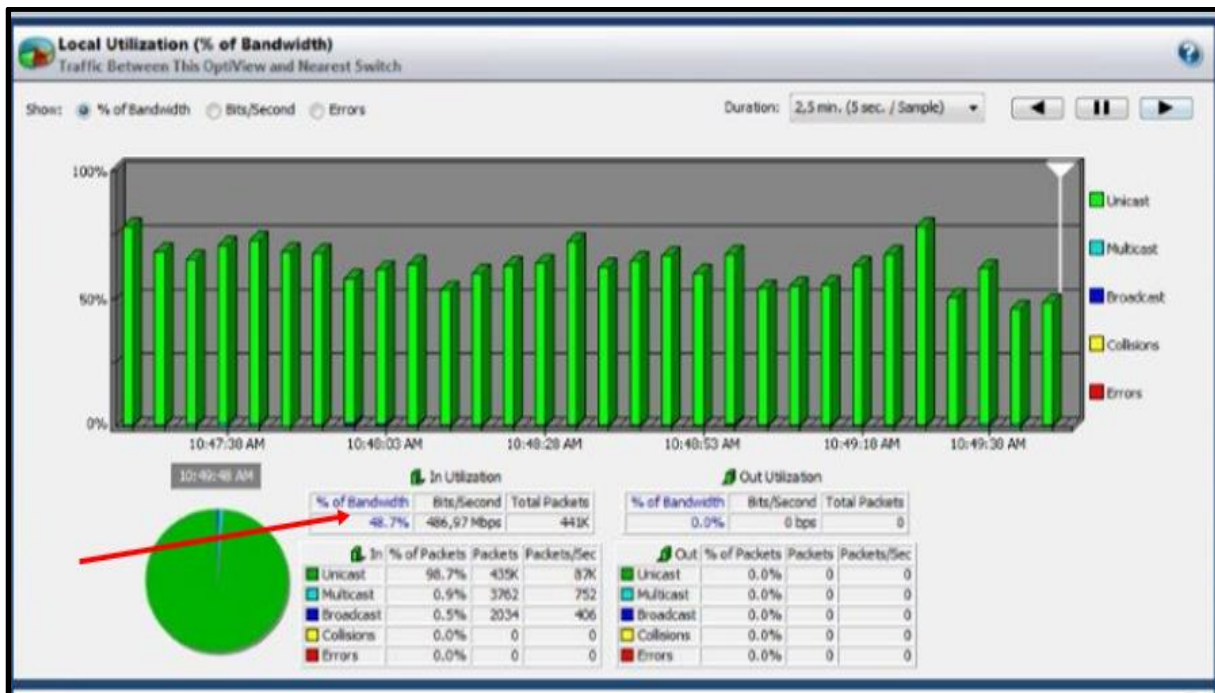 Local Utilization (% of Bandwidth)
Traffic Between This OptiView and Nearest Switch
Show: % of Bandwidth Bits/Second Errors Duration: 2,5 min. (5 sec. / Sample)
100%
50%
0%
Unicast
Multicast
Broadcast
Collisions
Errors
10:47:38 AM 10:48:03 AM 10:48:28 AM 10:48:53 AM 10:49:18 AM 10:49:38 AM
10:49:48 AM
In Utilization
% of Bandwidth Bits/Second Total Packets
48.7% 486,97 Mbps 441K
In % of Packets Packets Packets/Sec
Unicast 98.7% 435K 87K
Multicast 0.9% 3762 752
Broadcast 0.5% 2034 406
Collisions 0.0% 0 0
Errors 0.0% 0 0
Out Utilization
% of Bandwidth Bits/Second Total Packets
0.0% 0 bps 0
Out % of Packets Packets Packets/Sec
Unicast 0.0% 0 0
Multicast 0.0% 0 0
Broadcast 0.0% 0 0
Collisions 0.0% 0 0
Errors 0.0% 0 0